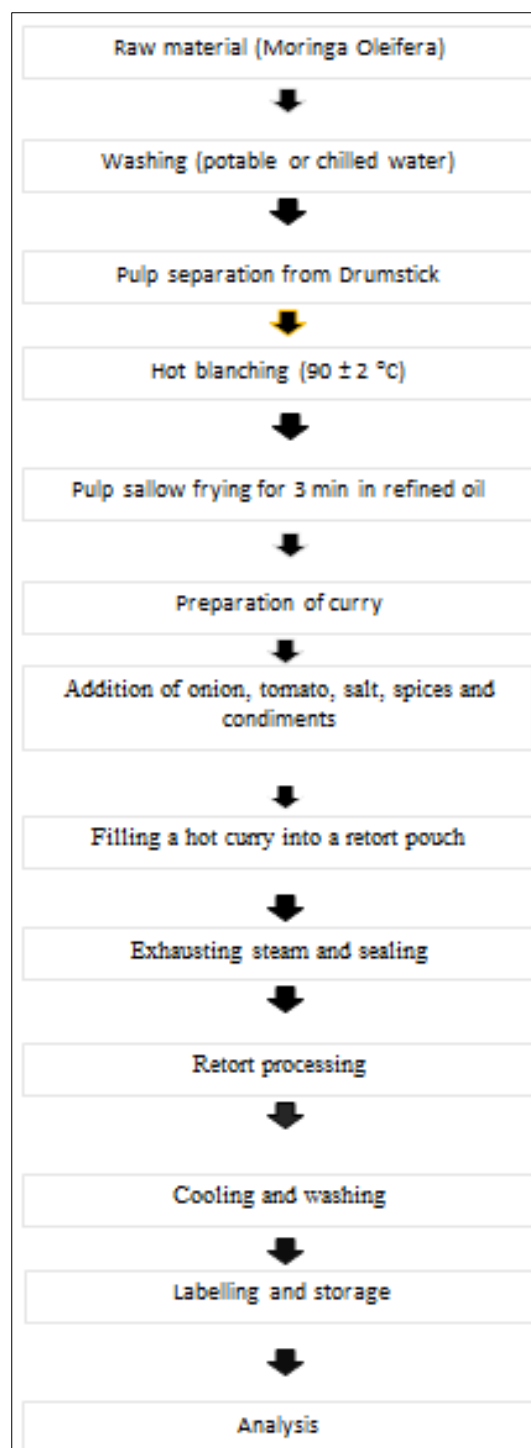 Raw material (Moringa Oleifera)
Washing (potable or chilled water)
Pulp separation from Drumstick
Hot blanching (90 ± 2 °C)
Pulp sallow frying for 3 min in refined oil
Preparation of curry
Addition of onion, tomato, salt, spices and
condiments
Filling a hot curry into a retort pouch
Exhausting steam and sealing
Retort processing
Cooling and washing
Labelling and storage
Analysis